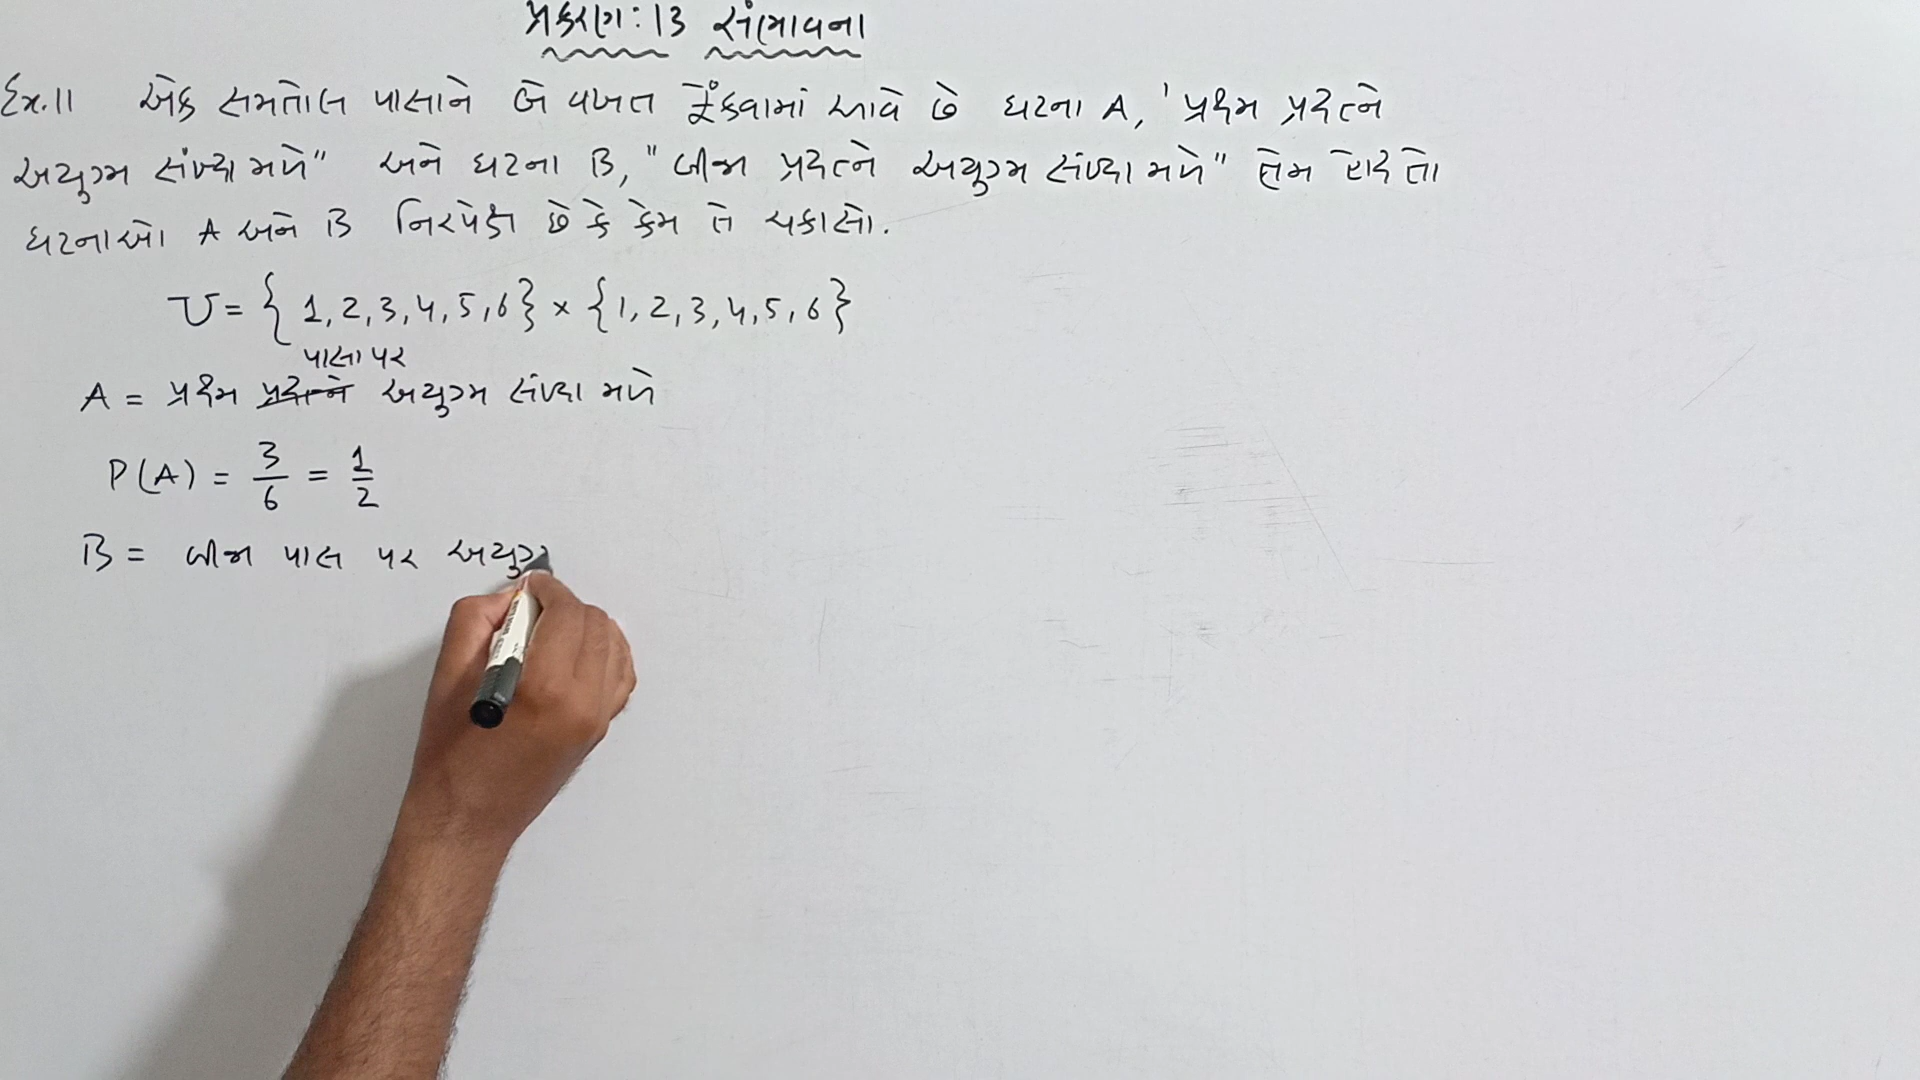 પ્રકરણ : 13 સંભાવના
Ex.11 એક સમતોલ પાસાને બે વખત ફેંકવામાં આવે છે ઘટના A, ' પ્રથમ પ્રયત્ને
અયુગ્મ સંખ્યા મળે" અને ઘટના B, " બીજા પ્રયત્ને અયુગ્મ સંખ્યા મળે" તેમ હોય તો
ઘટનાઓ A અને B નિરપેક્ષ છે કે કેમ તે ચકાસો.
U = { 1, 2, 3, 4, 5, 6 } × { 1, 2, 3, 4, 5, 6 }
પાસા પર
A = પ્રથમ પ્રયત્ને અયુગ્મ સંખ્યા મળે
P(A) = 3/6 = 1/2
B = બીજા પાસ પર અયુગ્